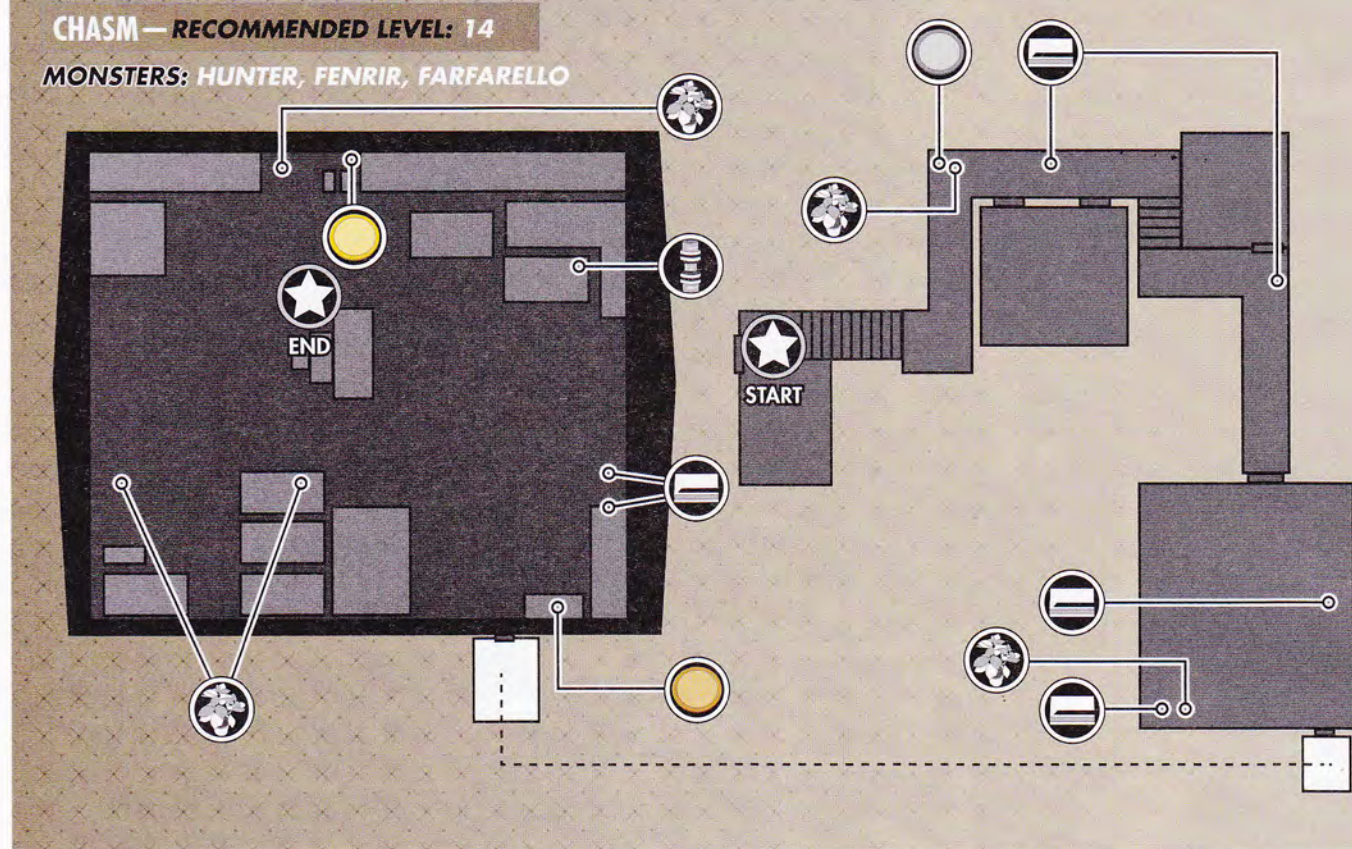 CHASM — RECOMMENDED LEVEL: 14
MONSTERS: HUNTER, FENRIR, FARFARELLO
END
START